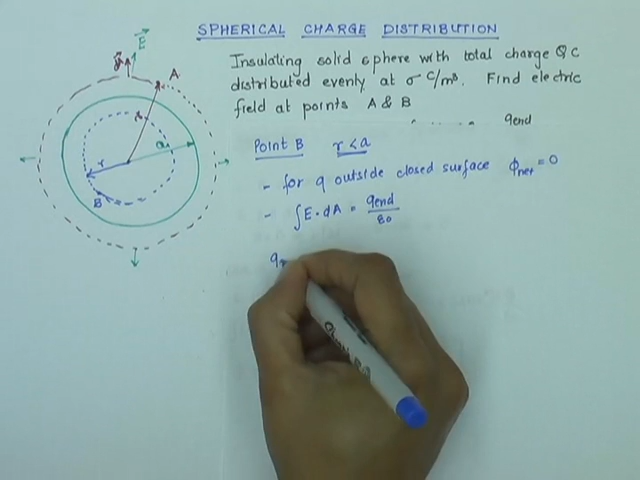 SPHERICAL CHARGE DISTRIBUTION
Insulating solid sphere with total charge Q C
distributed evenly at σ C/m³. Find electric
field at points A & B
qend
Point B r < a
- for q outside closed surface ϕnet = 0
- ∫E · dA = qend / ε0
q
E
A
r
a
r
B